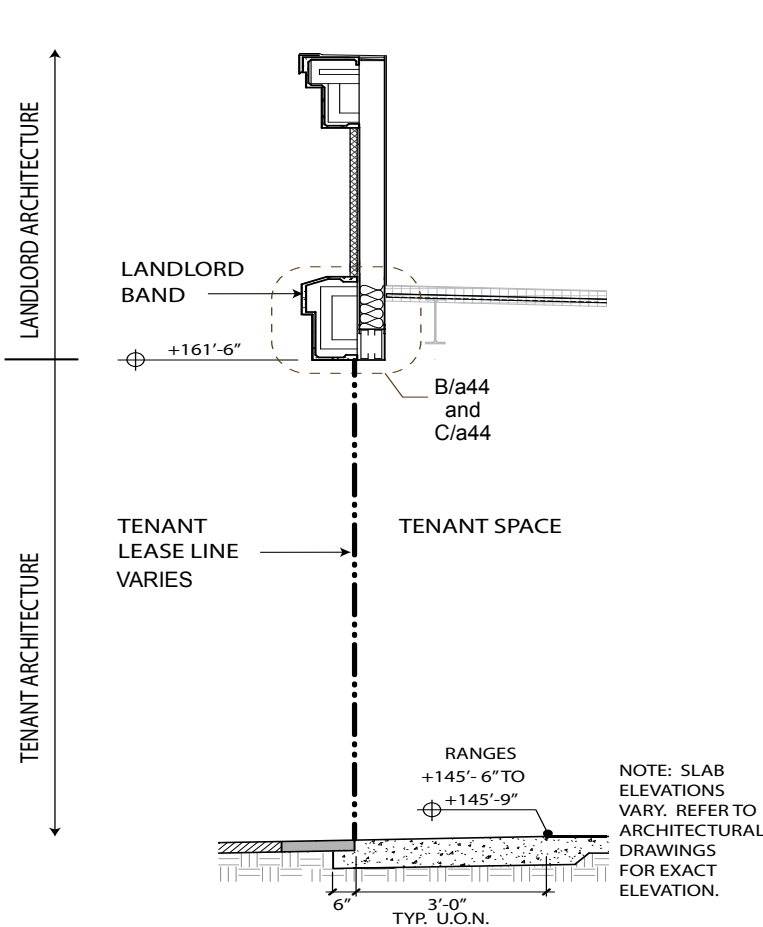 LANDLORD ARCHITECTURE
LANDLORD
BAND
+161'-6"
B/a44
and
C/a44
TENANT
LEASE LINE
VARIES
TENANT SPACE
TENANT ARCHITECTURE
RANGES
+145'- 6" TO
+145'-9"
NOTE: SLAB
ELEVATIONS
VARY. REFER TO
ARCHITECTURAL
DRAWINGS
FOR EXACT
ELEVATION.
6"
3'-0"
TYP. U.O.N.